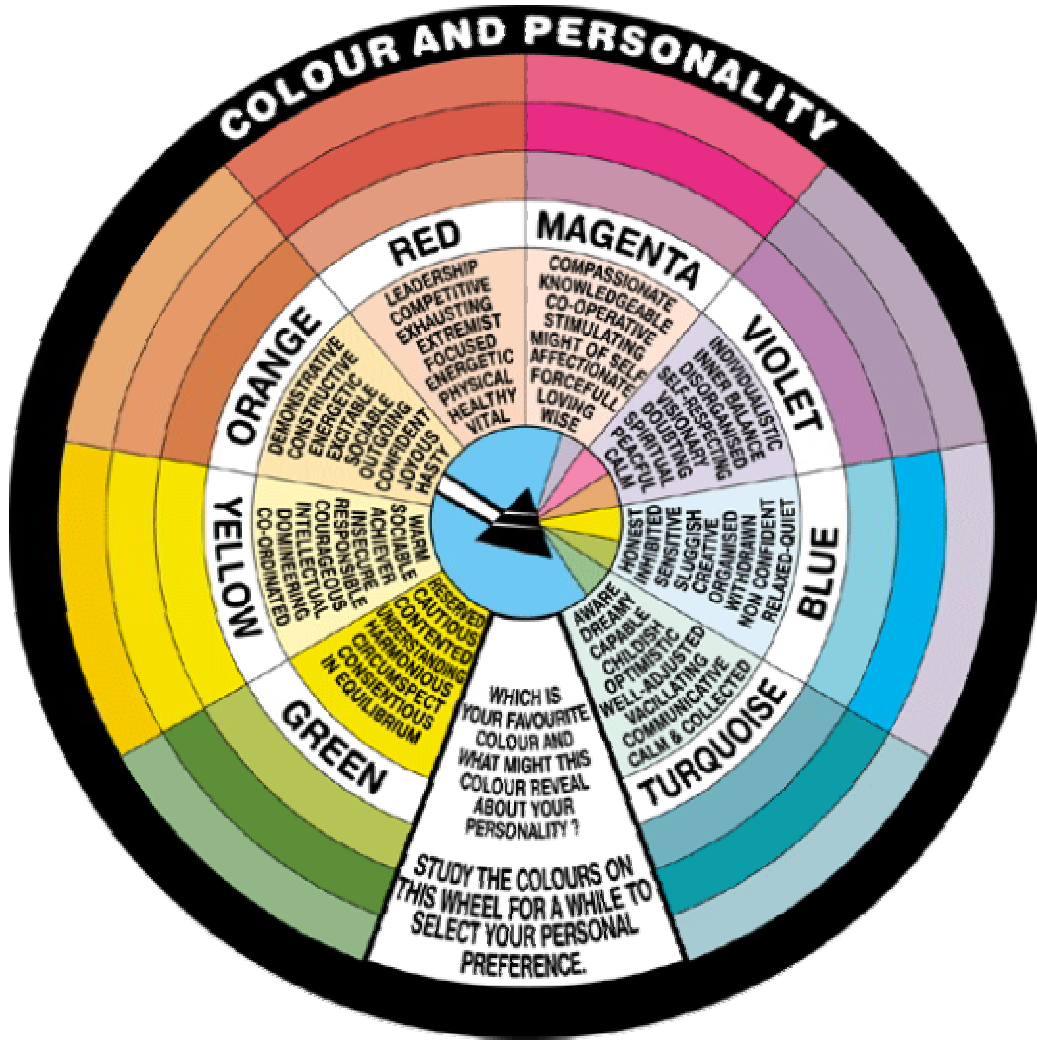 COLOUR AND PERSONALITY
RED
LEADERSHIP
COMPETITIVE
EXHAUSTING
EXTREMIST
FOCUSED
ENERGETIC
PHYSICAL
HEALTHY
VITAL
MAGENTA
COMPASSIONATE
KNOWLEDGEABLE
CO-OPERATIVE
STIMULATING
MIGHT OF SELF
AFFECTIONATE
FORCEFULL
LOVING
WISE
VIOLET
INDIVIDUALISTIC
INNER BALANCE
DISORGANISED
SELF-RESPECTING
VISIONARY
DOUBTING
SPIRITUAL
PEACEFUL
CALM
BLUE
HONEST
INHIBITED
SENSITIVE
SLUGGISH
CREATIVE
ORGANISED
WITHDRAWN
NON CONFIDENT
RELAXED-QUIET
TURQUOISE
AWARE
DREAMY
CAPABLE
CHILDISH
OPTIMISTIC
WELL-ADJUSTED
VACILLATING
COMMUNICATIVE
CALM & COLLECTED
GREEN
RESERVED
CAUTIOUS
CONTENTED
UNDERSTANDING
HARMONIOUS
CIRCUMSPECT
CONSIENTIOUS
IN EQUILIBRIUM
YELLOW
WARM
SOCIABLE
ACHIEVER
INSECURE
RESPONSIBLE
COURAGEOUS
INTELLECTUAL
DOMINEERING
CO-ORDINATED
ORANGE
DEMONSTRATIVE
CONSTRUCTIVE
ENERGETIC
EXCITABLE
SOCIABLE
OUTGOING
CONFIDENT
JOYOUS
HASTY
WHICH IS
YOUR FAVOURITE
COLOUR AND
WHAT MIGHT THIS
COLOUR REVEAL
ABOUT YOUR
PERSONALITY ?
STUDY THE COLOURS ON
THIS WHEEL FOR A WHILE TO
SELECT YOUR PERSONAL
PREFERENCE.